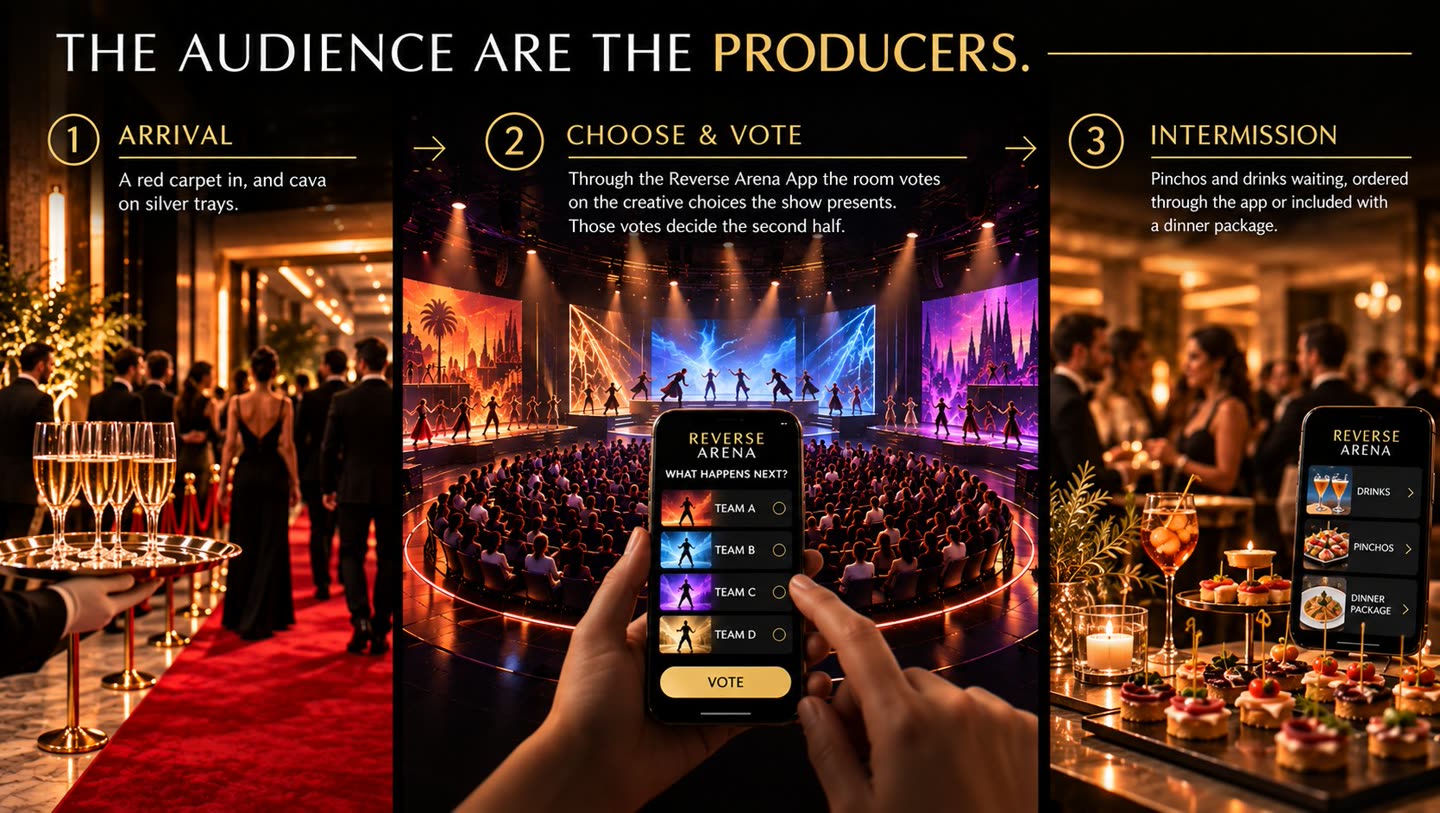 THE AUDIENCE ARE THE PRODUCERS.
1 ARRIVAL
A red carpet in, and cava
on silver trays.
2 CHOOSE & VOTE
Through the Reverse Arena App the room votes
on the creative choices the show presents.
Those votes decide the second half.
3 INTERMISSION
Pinchos and drinks waiting, ordered
through the app or included with
a dinner package.
REVERSE
ARENA
WHAT HAPPENS NEXT?
TEAM A
TEAM B
TEAM C
TEAM D
VOTE
REVERSE
ARENA
DRINKS
PINCHOS
DINNER
PACKAGE